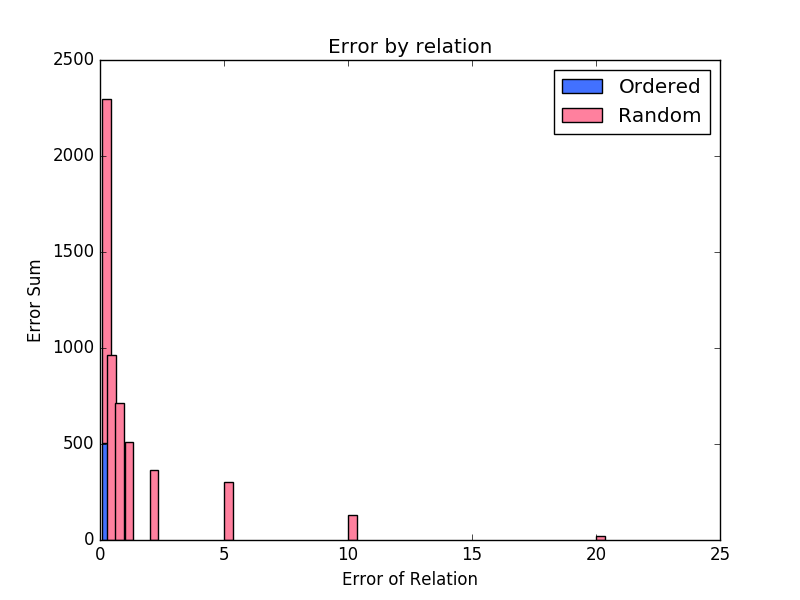 Error by relation
2500
2000
1500
1000
500
0
Error Sum
Ordered
Random
0 5 10 15 20 25
Error of Relation